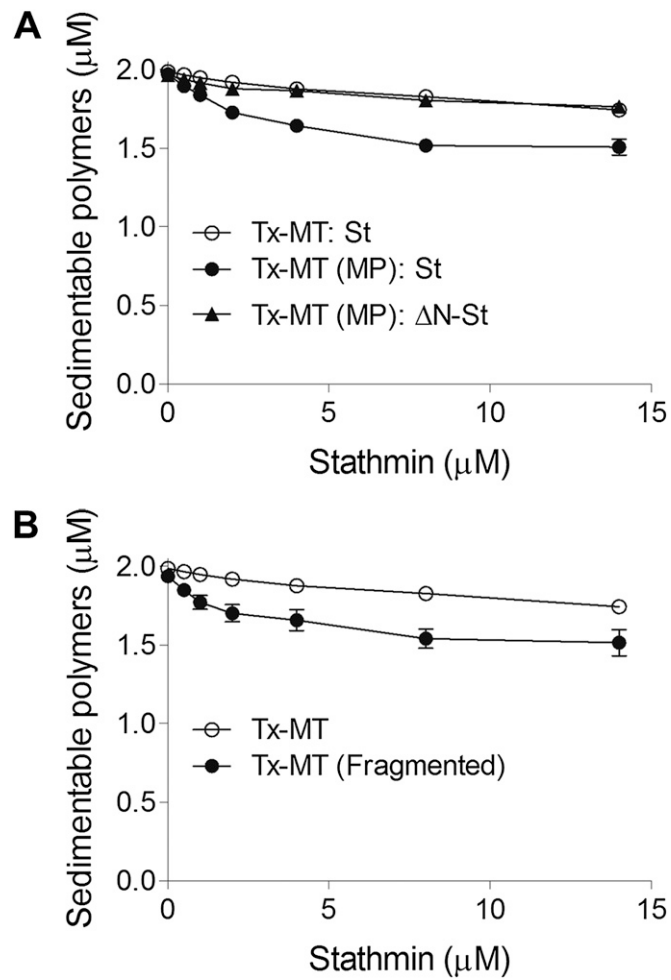 A
Sedimentable polymers (μM)
2.0
1.5
1.0
0.5
0.0
Tx-MT: St
Tx-MT (MP): St
Tx-MT (MP): ΔN-St
0 5 10 15
Stathmin (μM)
B
Sedimentable polymers (μM)
2.0
1.5
1.0
0.5
0.0
Tx-MT
Tx-MT (Fragmented)
0 5 10 15
Stathmin (μM)